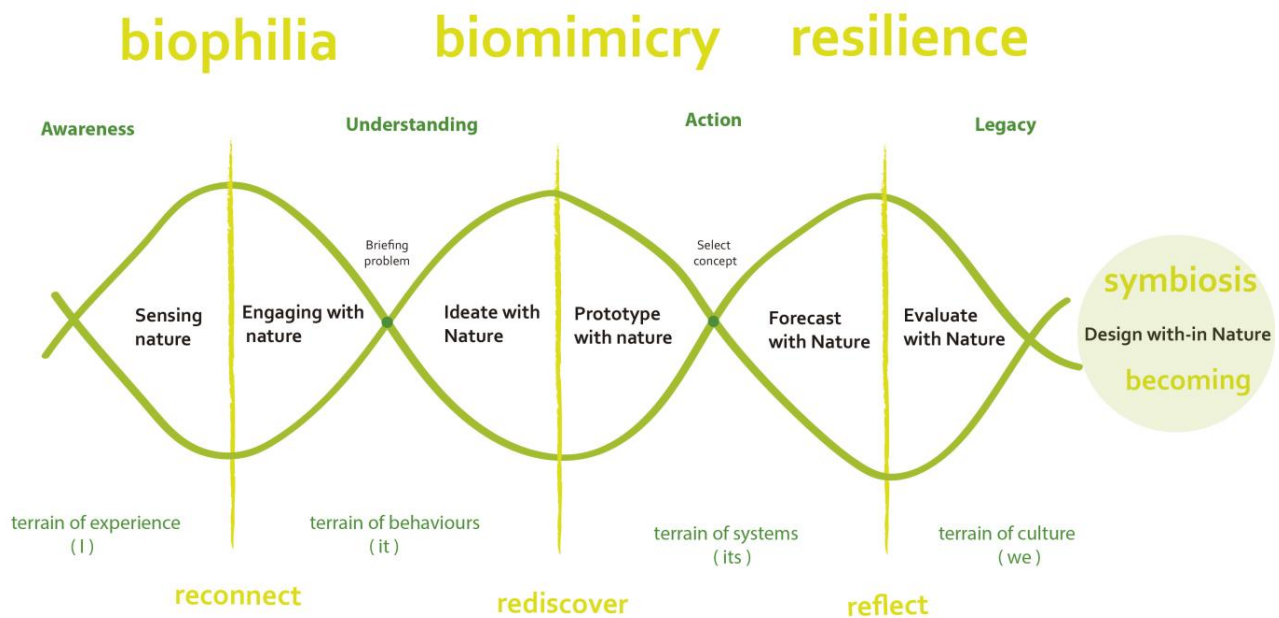 biophilia
biomimicry
resilience
Awareness
Understanding
Action
Legacy
Briefing
problem
Select
concept
Sensing
nature
Engaging with
nature
Ideate with
Nature
Prototype
with nature
Forecast
with Nature
Evaluate
with Nature
symbiosis
Design with-in Nature
becoming
terrain of experience
( I )
terrain of behaviours
( it )
terrain of systems
( its )
terrain of culture
( we )
reconnect
rediscover
reflect